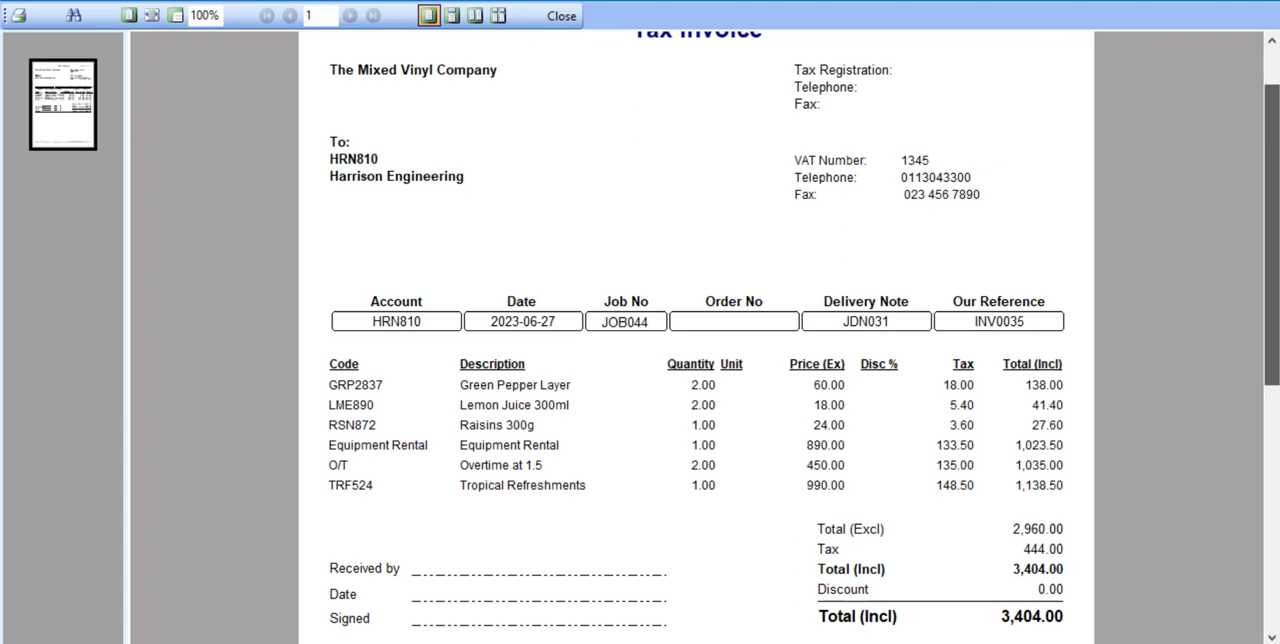 100% 1 Close
Tax Invoice
The Mixed Vinyl Company Tax Registration:
Telephone:
Fax:
To:
HRN810 VAT Number: 1345
Harrison Engineering Telephone: 0113043300
Fax: 023 456 7890
Account Date Job No Order No Delivery Note Our Reference
HRN810 2023-06-27 JOB044 JDN031 INV0035
Code Description Quantity Unit Price (Ex) Disc % Tax Total (Incl)
GRP2837 Green Pepper Layer 2.00 60.00 18.00 138.00
LME890 Lemon Juice 300ml 2.00 18.00 5.40 41.40
RSN872 Raisins 300g 1.00 24.00 3.60 27.60
Equipment Rental Equipment Rental 1.00 890.00 133.50 1,023.50
O/T Overtime at 1.5 2.00 450.00 135.00 1,035.00
TRF524 Tropical Refreshments 1.00 990.00 148.50 1,138.50
Total (Excl) 2,960.00
Tax 444.00
Received by Total (Incl) 3,404.00
Date Discount 0.00
Signed Total (Incl) 3,404.00